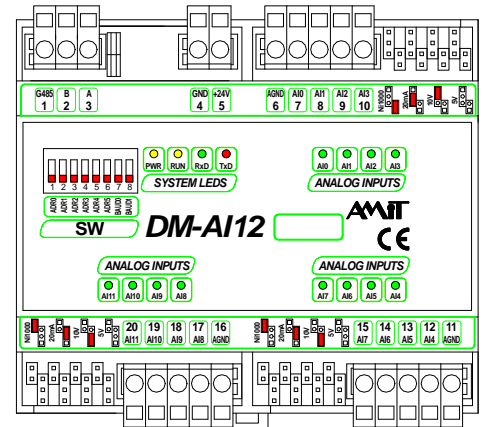 G485 B A GND +24V AGND AI0 AI1 AI2 AI3 NI1000 20mA 10V 5V
1 2 3 4 5 6 7 8 9 10
PWR RUN RxD TxD
SYSTEM LEDS
AI0 AI1 AI2 AI3
ANALOG INPUTS
1 2 3 4 5 6 7 8
ADR0 ADR1 ADR2 ADR3 ADR4 ADR5 BAUD0 BAUD1
SW
DM-AI12
AMiT
CE
ANALOG INPUTS
AI11 AI10 AI9 AI8
ANALOG INPUTS
AI7 AI6 AI5 AI4
NI1000 20mA 10V 5V 20 19 18 17 16 NI1000 20mA 10V 5V 15 14 13 12 11
AI11 AI10 AI9 AI8 AGND AI7 AI6 AI5 AI4 AGND